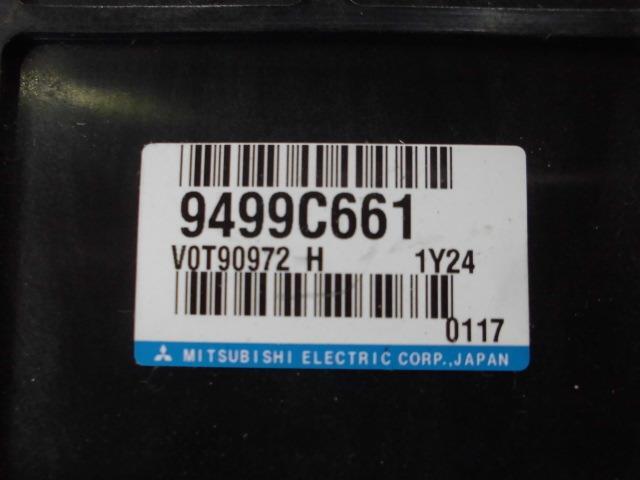 9499C661
V0T90972 H 1Y24
0117
MITSUBISHI ELECTRIC CORP.,JAPAN